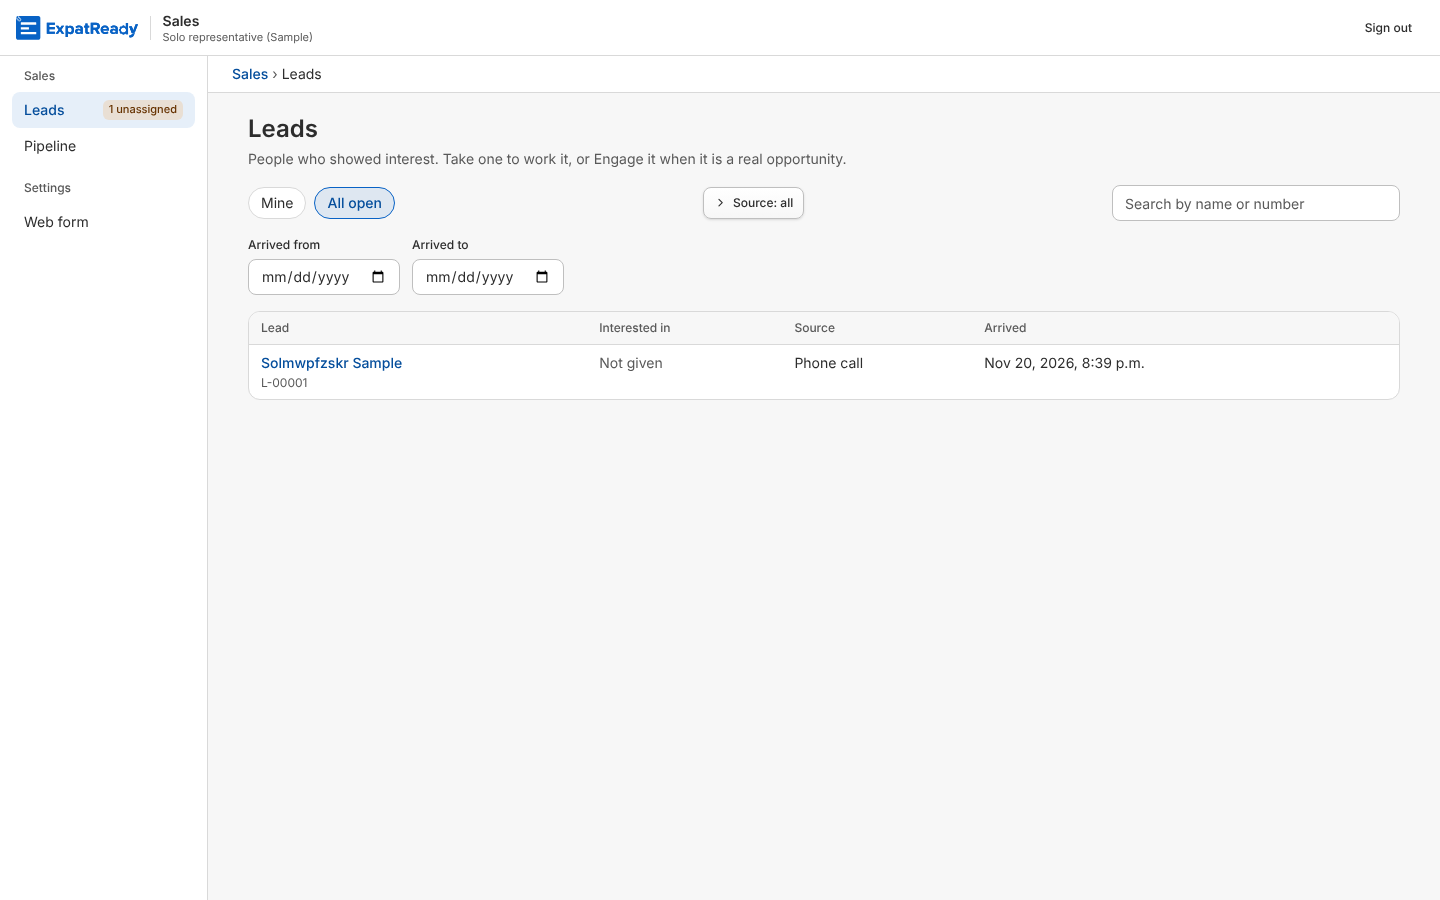 ExpatReady
Sales
Solo representative (Sample)
Sign out
Sales
Leads
1 unassigned
Pipeline
Settings
Web form
Sales › Leads
Leads
People who showed interest. Take one to work it, or Engage it when it is a real opportunity.
Mine
All open
Source: all
Search by name or number
Arrived from
Arrived to
mm/dd/yyyy
mm/dd/yyyy
Lead
Interested in
Source
Arrived
Solmwpfzskr Sample
Not given
Phone call
Nov 20, 2026, 8:39 p.m.
L-00001